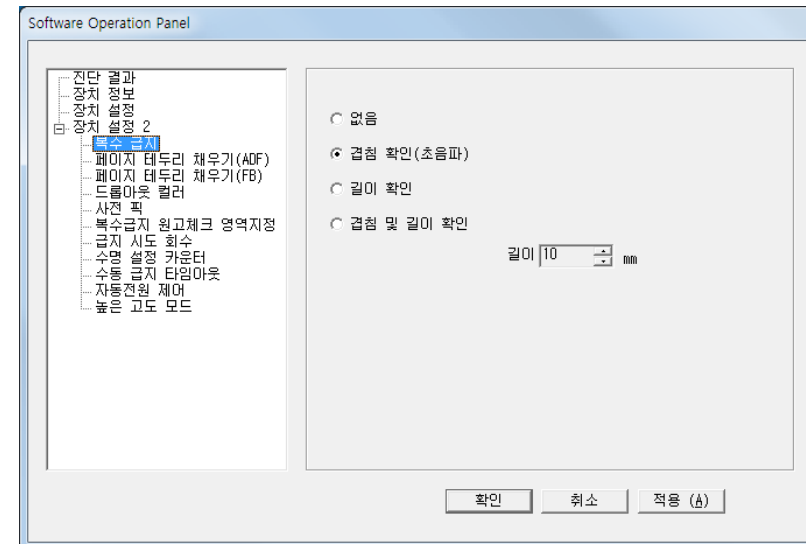 Software Operation Panel
진단 결과
장치 정보
장치 설정
장치 설정 2
복수 급지
페이지 테두리 채우기(ADF)
페이지 테두리 채우기(FB)
드롭아웃 컬러
사전 픽
복수급지 원고체크 영역지정
급지 시도 회수
수명 설정 카운터
수동 급지 타임아웃
자동전원 제어
높은 고도 모드
없음
겹침 확인(초음파)
길이 확인
겹침 및 길이 확인
길이 10 mm
확인 취소 적용 (A)